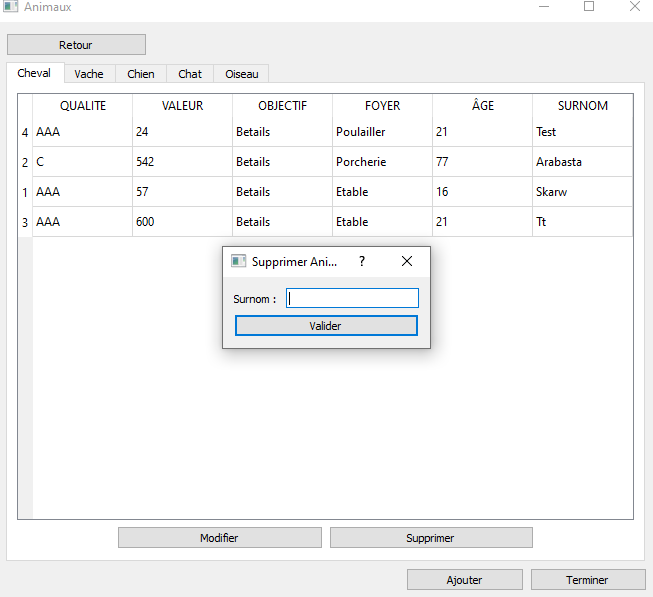 Animaux
Retour
Cheval Vache Chien Chat Oiseau
QUALITE VALEUR OBJECTIF FOYER ÂGE SURNOM
4 AAA 24 Betails Poulailler 21 Test
2 C 542 Betails Porcherie 77 Arabasta
1 AAA 57 Betails Etable 16 Skarw
3 AAA 600 Betails Etable 21 Tt
Supprimer Ani... ?
Surnom :
Valider
Modifier Supprimer
Ajouter Terminer